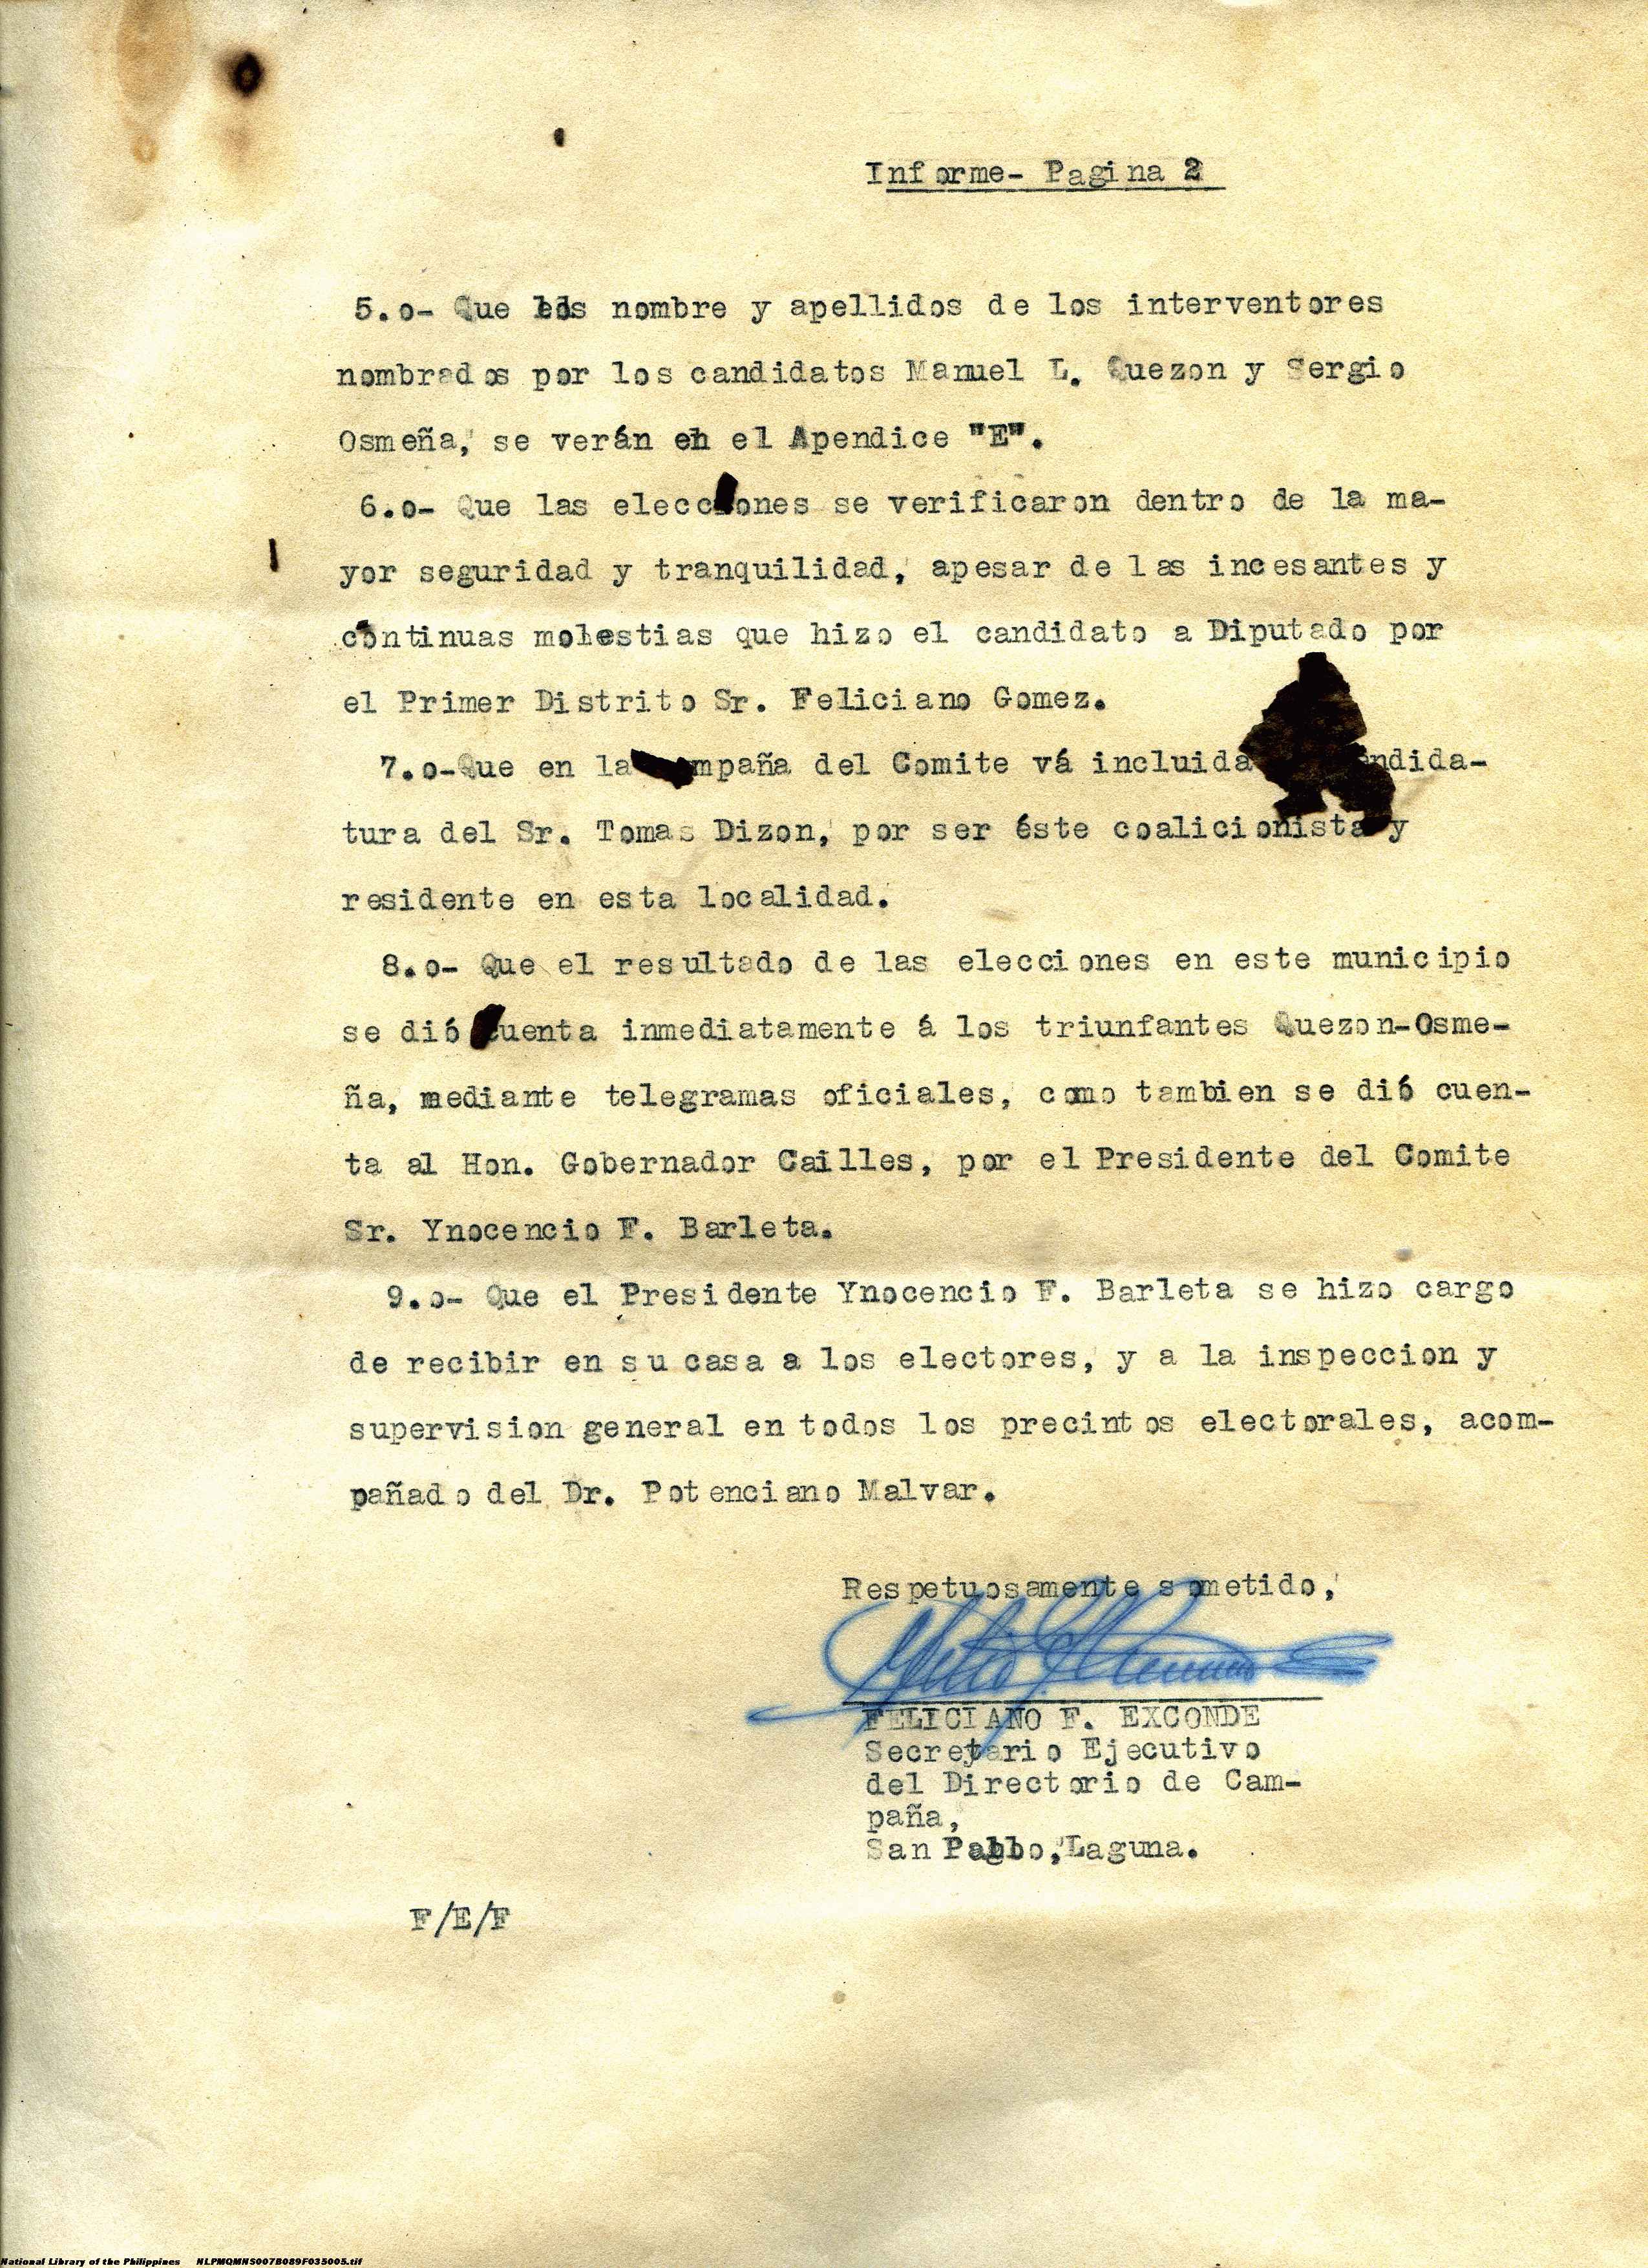 Informe- Pagina 2
5.o- Que los nombre y apellidos de los interventores
nombrados por los candidatos Manuel L. Quezon y Sergio
Osmeña, se verán en el Apendice "E".
6.o- Que las elecciones se verificaron dentro de la ma-
yor seguridad y tranquilidad, apesar de las incesantes y
continuas molestias que hizo el candidato a Diputado por
el Primer Distrito Sr. Feliciano Gomez.
7.o-Que en la mpaña del Comite vá incluida ndida-
tura del Sr. Tomas Dizon, por ser éste coalicionista y
residente en esta localidad.
8.o- Que el resultado de las elecciones en este municipio
se dió cuenta inmediatamente á los triunfantes Quezon-Osme-
ña, mediante telegramas oficiales, como tambien se dió cuen-
ta al Hon. Gobernador Cailles, por el Presidente del Comite
Sr. Ynocencio F. Barleta.
9.o- Que el Presidente Ynocencio F. Barleta se hizo cargo
de recibir en su casa a los electores, y a la inspeccion y
supervision general en todos los precintos electorales, acom-
pañado del Dr. Potenciano Malvar.
Respetuosamente sometido,
FELICIANO F. EXCONDE
Secretario Ejecutivo
del Directorio de Cam-
paña,
San Pablo, Laguna.
F/E/F
National Library of the Philippines NLPMQMNS007B089F035005.tif